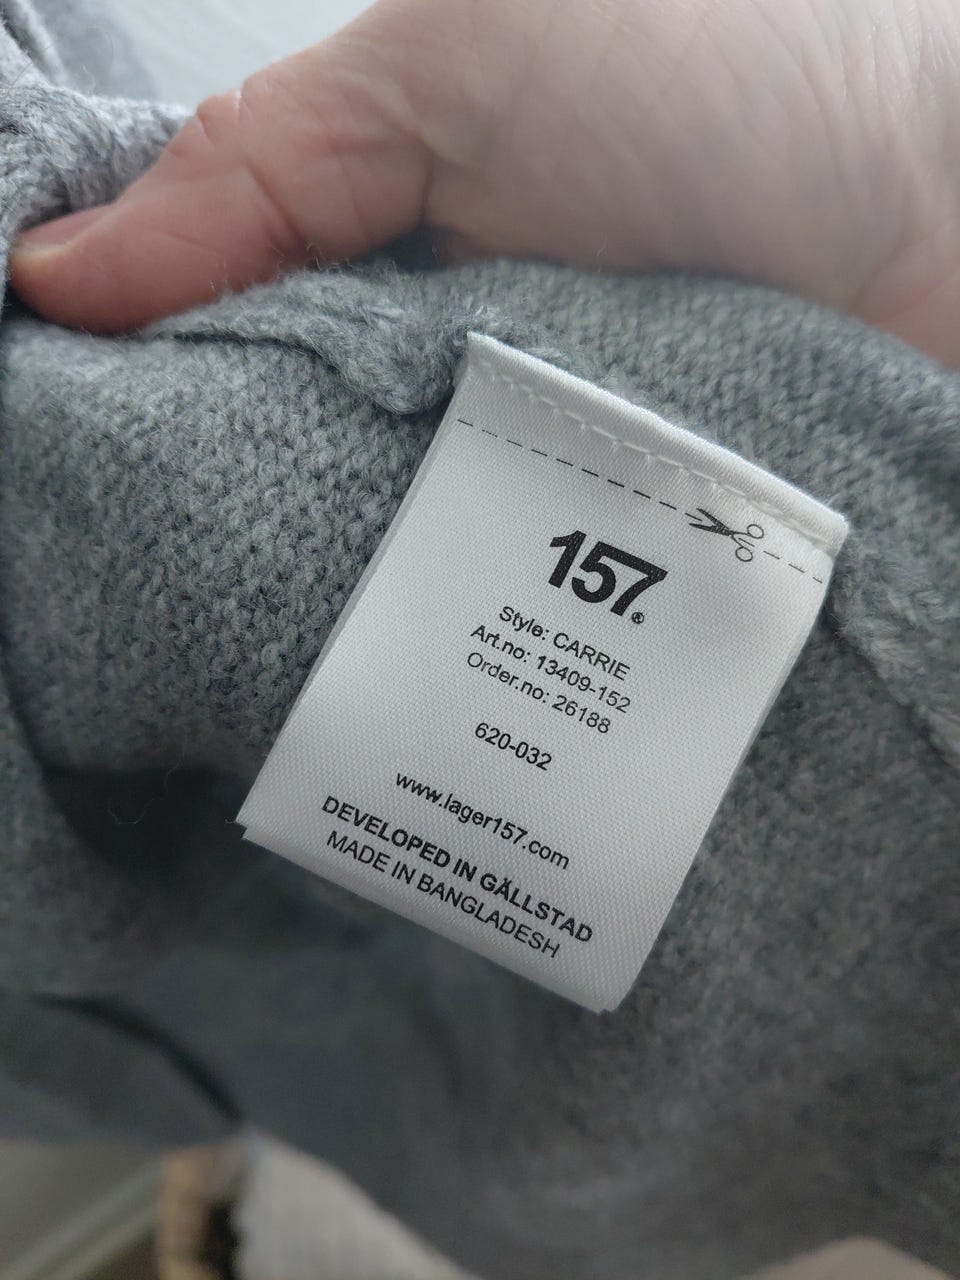 157®
Style: CARRIE
Art.no: 13409-152
Order.no: 26188
620-032
www.lager157.com
DEVELOPED IN GÄLLSTAD
MADE IN BANGLADESH